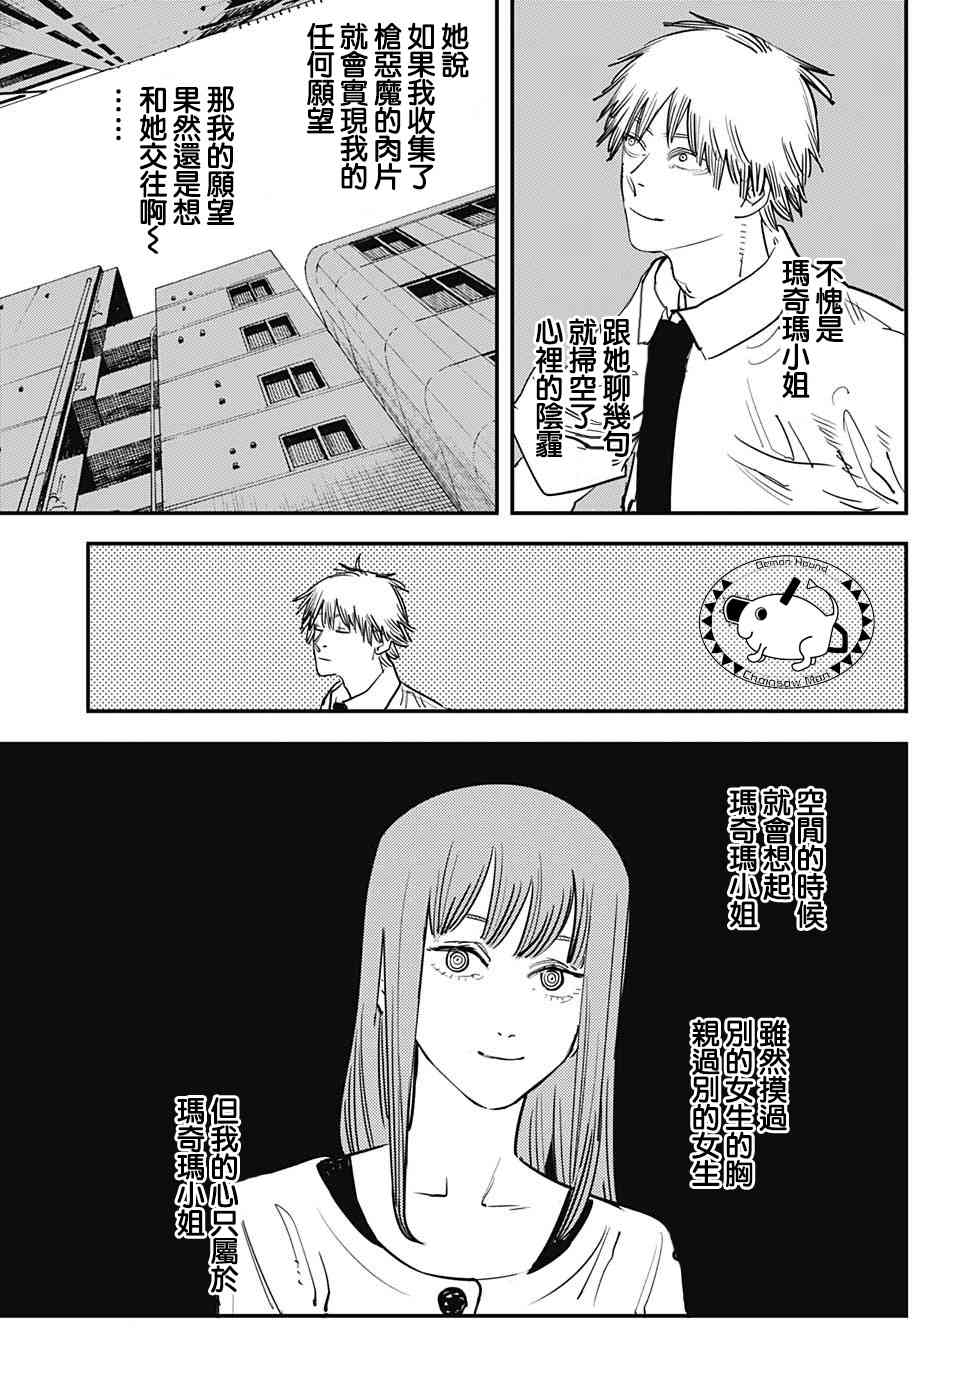 不愧是
瑪奇瑪小姐
跟她聊幾句
就掃空了
心裡的陰霾
她說
如果我收集了
槍惡魔的肉片
就會實現我的
任何願望
那我的願望
果然還是想
和她交往啊~
……
Demon Hound
Chainsaw Man
空閒的時候
就會想起
瑪奇瑪小姐
雖然摸過
別的女生的胸
親過別的女生
但我的心只屬於
瑪奇瑪小姐